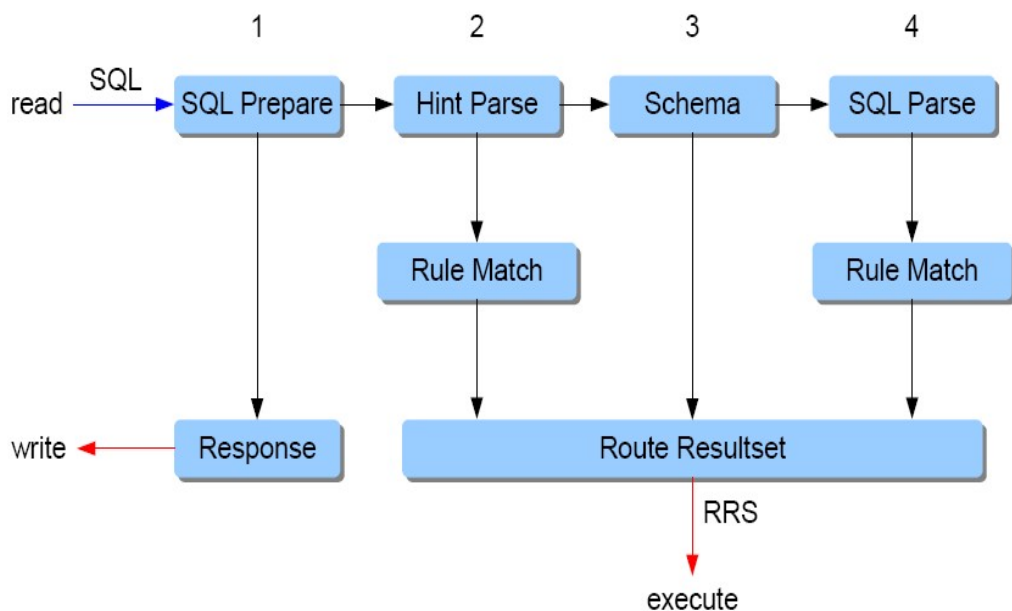 1 2 3 4
SQL
read SQL Prepare Hint Parse Schema SQL Parse
Rule Match Rule Match
write Response Route Resultset
RRS
execute